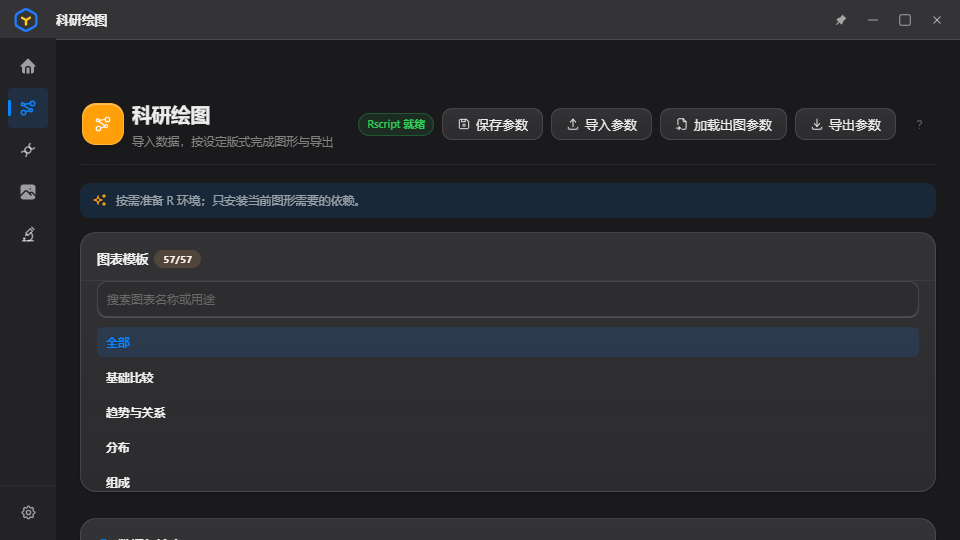 科研绘图
科研绘图
导入数据，按设定版式完成图形与导出
Rscript 就绪
保存参数
导入参数
加载出图参数
导出参数
?
按需准备 R 环境；只安装当前图形需要的依赖。
图表模板 57/57
搜索图表名称或用途
全部
基础比较
趋势与关系
分布
组成